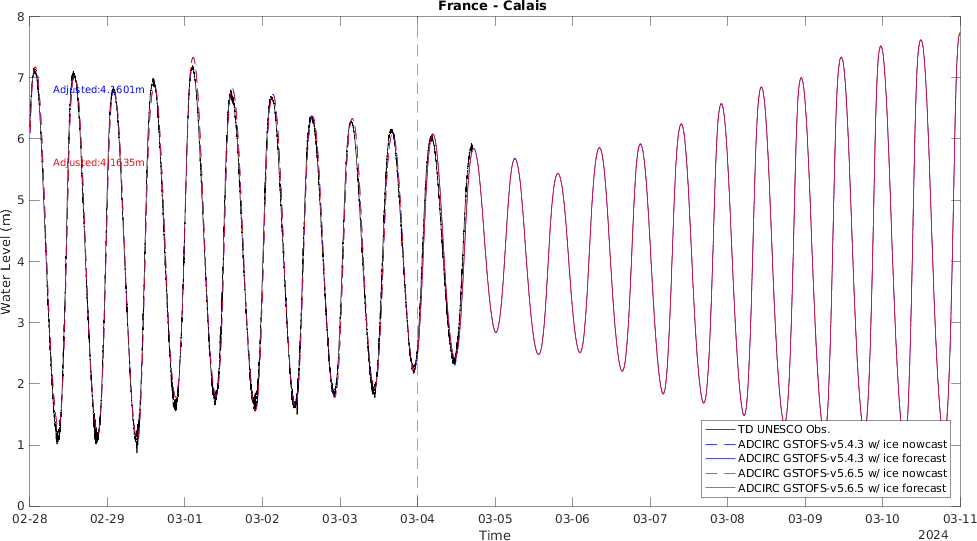 France - Calais
8
7
6
5
4
3
2
1
0
Water Level (m)
Adjusted:4.1601m
Adjusted:4.1635m
TD UNESCO Obs.
ADCIRC GSTOFS-v5.4.3 w/ ice nowcast
ADCIRC GSTOFS-v5.4.3 w/ ice forecast
ADCIRC GSTOFS-v5.6.5 w/ ice nowcast
ADCIRC GSTOFS-v5.6.5 w/ ice forecast
02-28 02-29 03-01 03-02 03-03 03-04 03-05 03-06 03-07 03-08 03-09 03-10 03-11
Time
2024